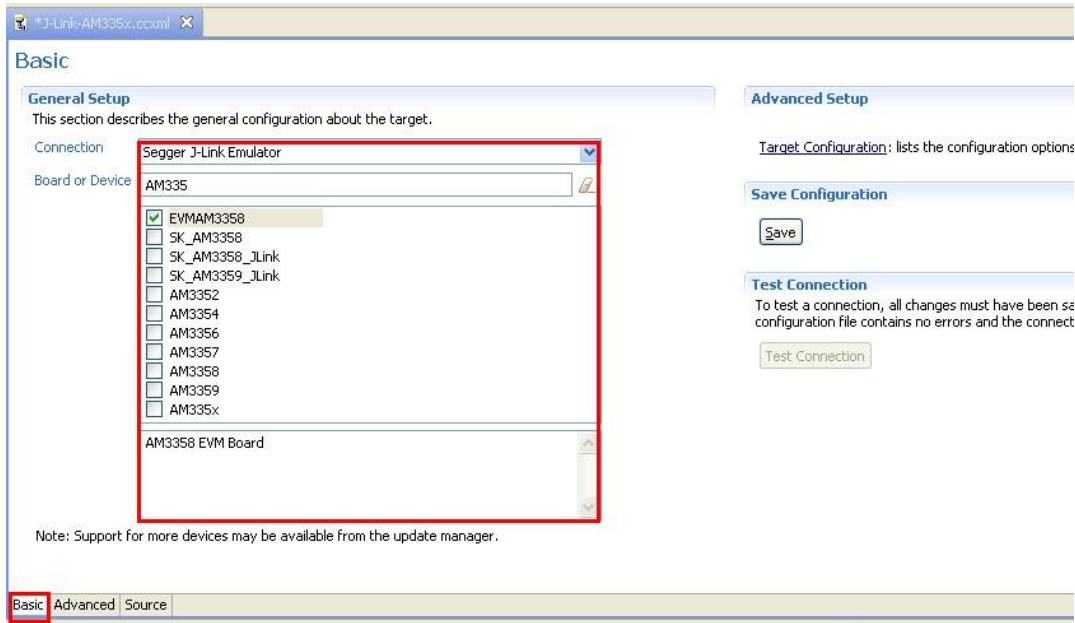 *J-Link-AM335x.ccxml
Basic
General Setup
This section describes the general configuration about the target.
Connection
Segger J-Link Emulator
Board or Device
AM335
EVMAM3358
SK_AM3358
SK_AM3358_JLink
SK_AM3359_JLink
AM3352
AM3354
AM3356
AM3357
AM3358
AM3359
AM335x
AM3358 EVM Board
Note: Support for more devices may be available from the update manager.
Advanced Setup
Target Configuration: lists the configuration options
Save Configuration
Save
Test Connection
To test a connection, all changes must have been sa
configuration file contains no errors and the connect
Test Connection
Basic Advanced Source